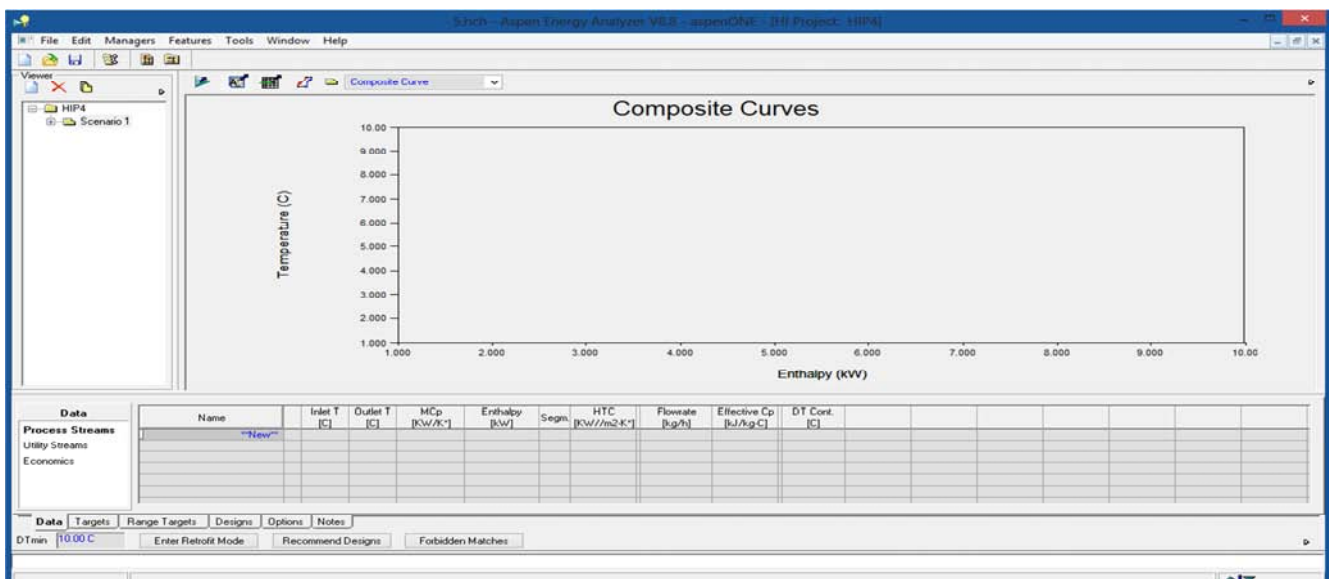 5.hch - Aspen Energy Analyzer V8.8 - aspenONE - [HI Project: HIP4]
File Edit Managers Features Tools Window Help
Viewer
Composite Curve
HIP4
Scenario 1
Composite Curves
Temperature (C)
10.00
9.000
8.000
7.000
6.000
5.000
4.000
3.000
2.000
1.000
1.000 2.000 3.000 4.000 5.000 6.000 7.000 8.000 9.000 10.00
Enthalpy (kW)
Data
Process Streams
Utility Streams
Economics
Name Inlet T [C] Outlet T [C] MCp [KW/K*] Enthalpy [kW] Segm. HTC [KW//m2-K*] Flowrate [kg/h] Effective Cp [kJ/kg-C] DT Cont. [C]
**New**
Data Targets Range Targets Designs Options Notes
DTmin 10.00 C Enter Retrofit Mode Recommend Designs Forbidden Matches